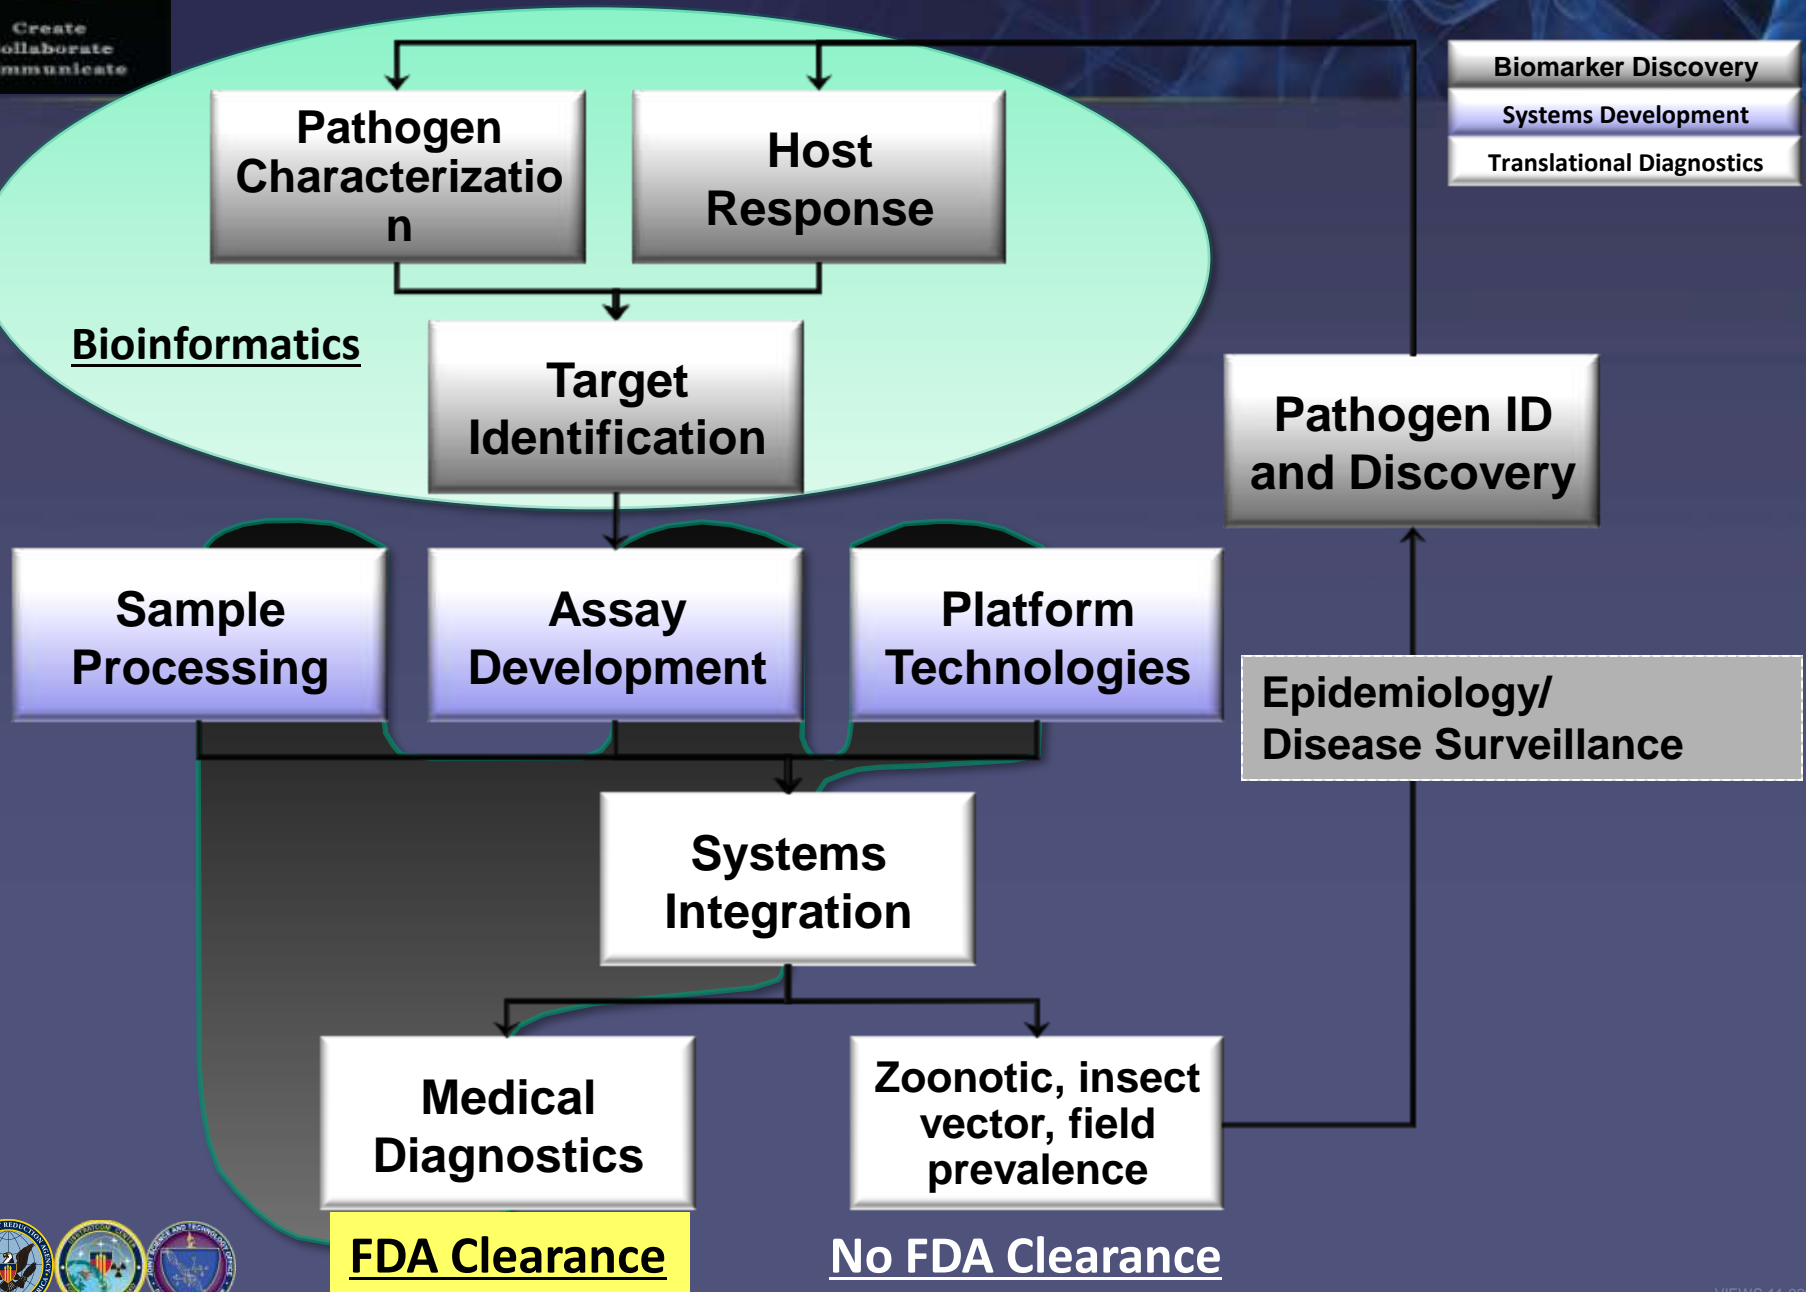 Create
ollaborate
mmunicate
Biomarker Discovery
Systems Development
Translational Diagnostics
Pathogen
Characterizatio
n
Host
Response
Bioinformatics
Target
Identification
Pathogen ID
and Discovery
Sample
Processing
Assay
Development
Platform
Technologies
Epidemiology/
Disease Surveillance
Systems
Integration
Medical
Diagnostics
Zoonotic, insect
vector, field
prevalence
FDA Clearance
No FDA Clearance